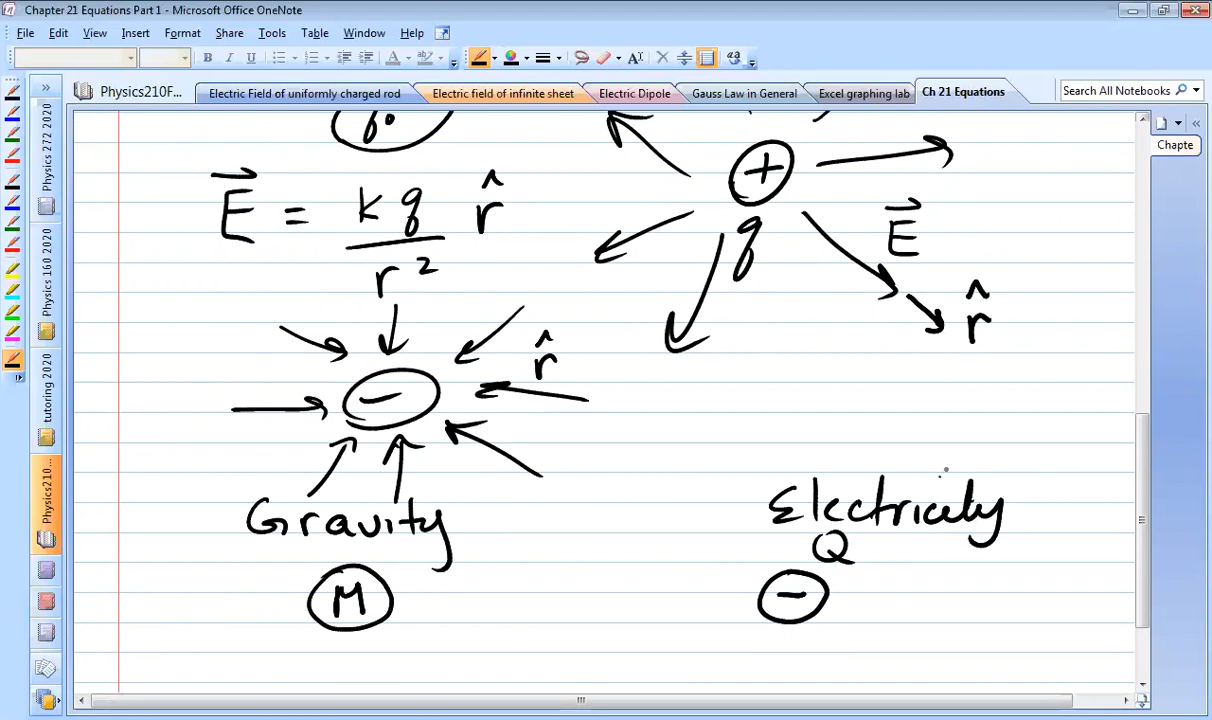 Chapter 21 Equations Part 1 - Microsoft Office OneNote
File Edit View Insert Format Share Tools Table Window Help
B I U A ab A
Physics210F... Electric Field of uniformly charged rod Electric field of infinite sheet Electric Dipole Gauss Law in General Excel graphing lab Ch 21 Equations Search All Notebooks
Chapte
Physics 272 2020
Physics 160 2020
tutoring 2020
Physics210...
q₀
+
E = kq/r² r̂
q
E
r̂
r̂
-
Gravity Electricity
Q
M -